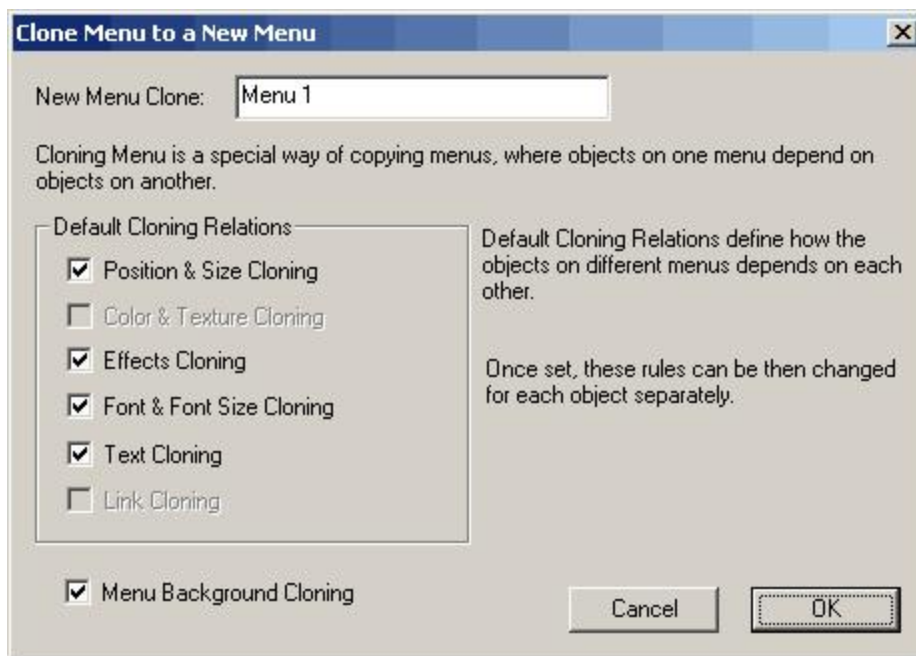 Clone Menu to a New Menu
New Menu Clone: Menu 1
Cloning Menu is a special way of copying menus, where objects on one menu depend on
objects on another.
Default Cloning Relations
Position & Size Cloning
Color & Texture Cloning
Effects Cloning
Font & Font Size Cloning
Text Cloning
Link Cloning
Default Cloning Relations define how the
objects on different menus depends on each
other.
Once set, these rules can be then changed
for each object separately.
Menu Background Cloning
Cancel
OK